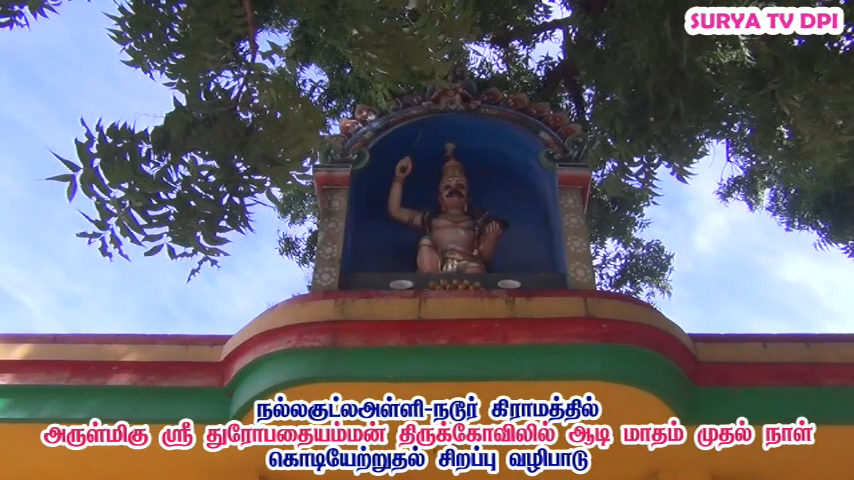 SURYA TV DPI
நல்லகுட்லஅள்ளி-நடூர் கிராமத்தில்
அருள்மிகு ஸ்ரீ துரோபதையம்மன் திருக்கோவிலில் ஆடி மாதம் முதல் நாள்
கொடியேற்றுதல் சிறப்பு வழிபாடு